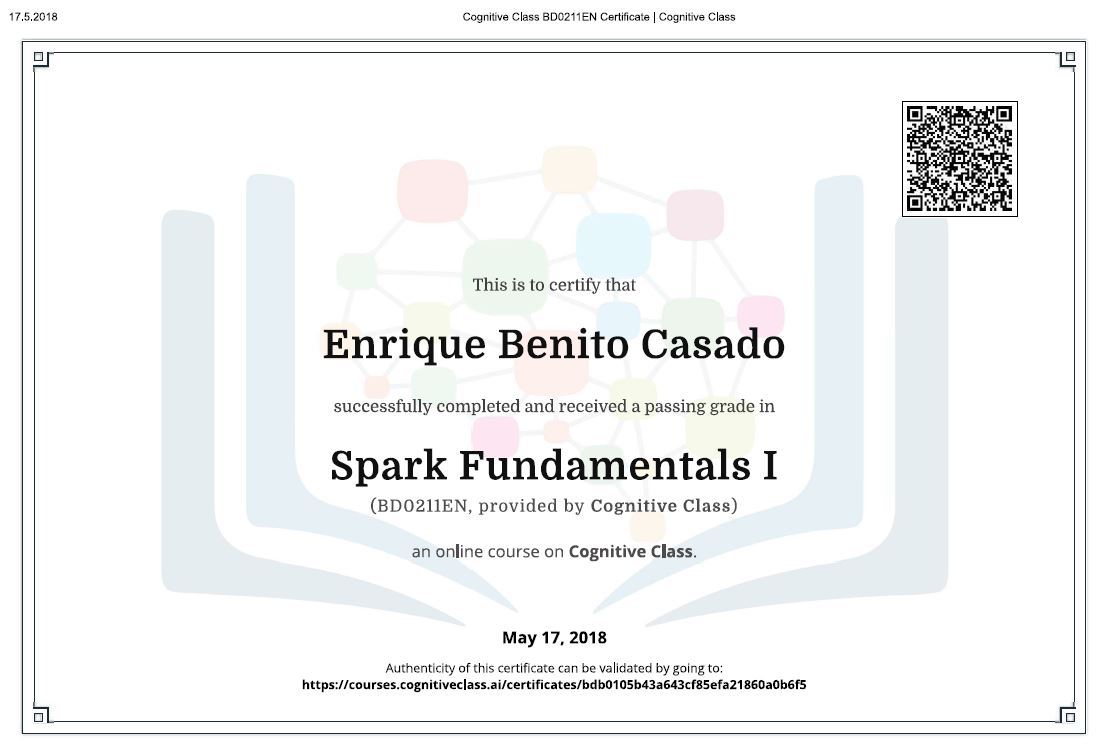 17.5.2018
Cognitive Class BD0211EN Certificate | Cognitive Class
This is to certify that
Enrique Benito Casado
successfully completed and received a passing grade in
Spark Fundamentals I
(BD0211EN, provided by Cognitive Class)
an online course on Cognitive Class.
May 17, 2018
Authenticity of this certificate can be validated by going to:
https://courses.cognitiveclass.ai/certificates/bdb0105b43a643cf85efa21860a0b6f5